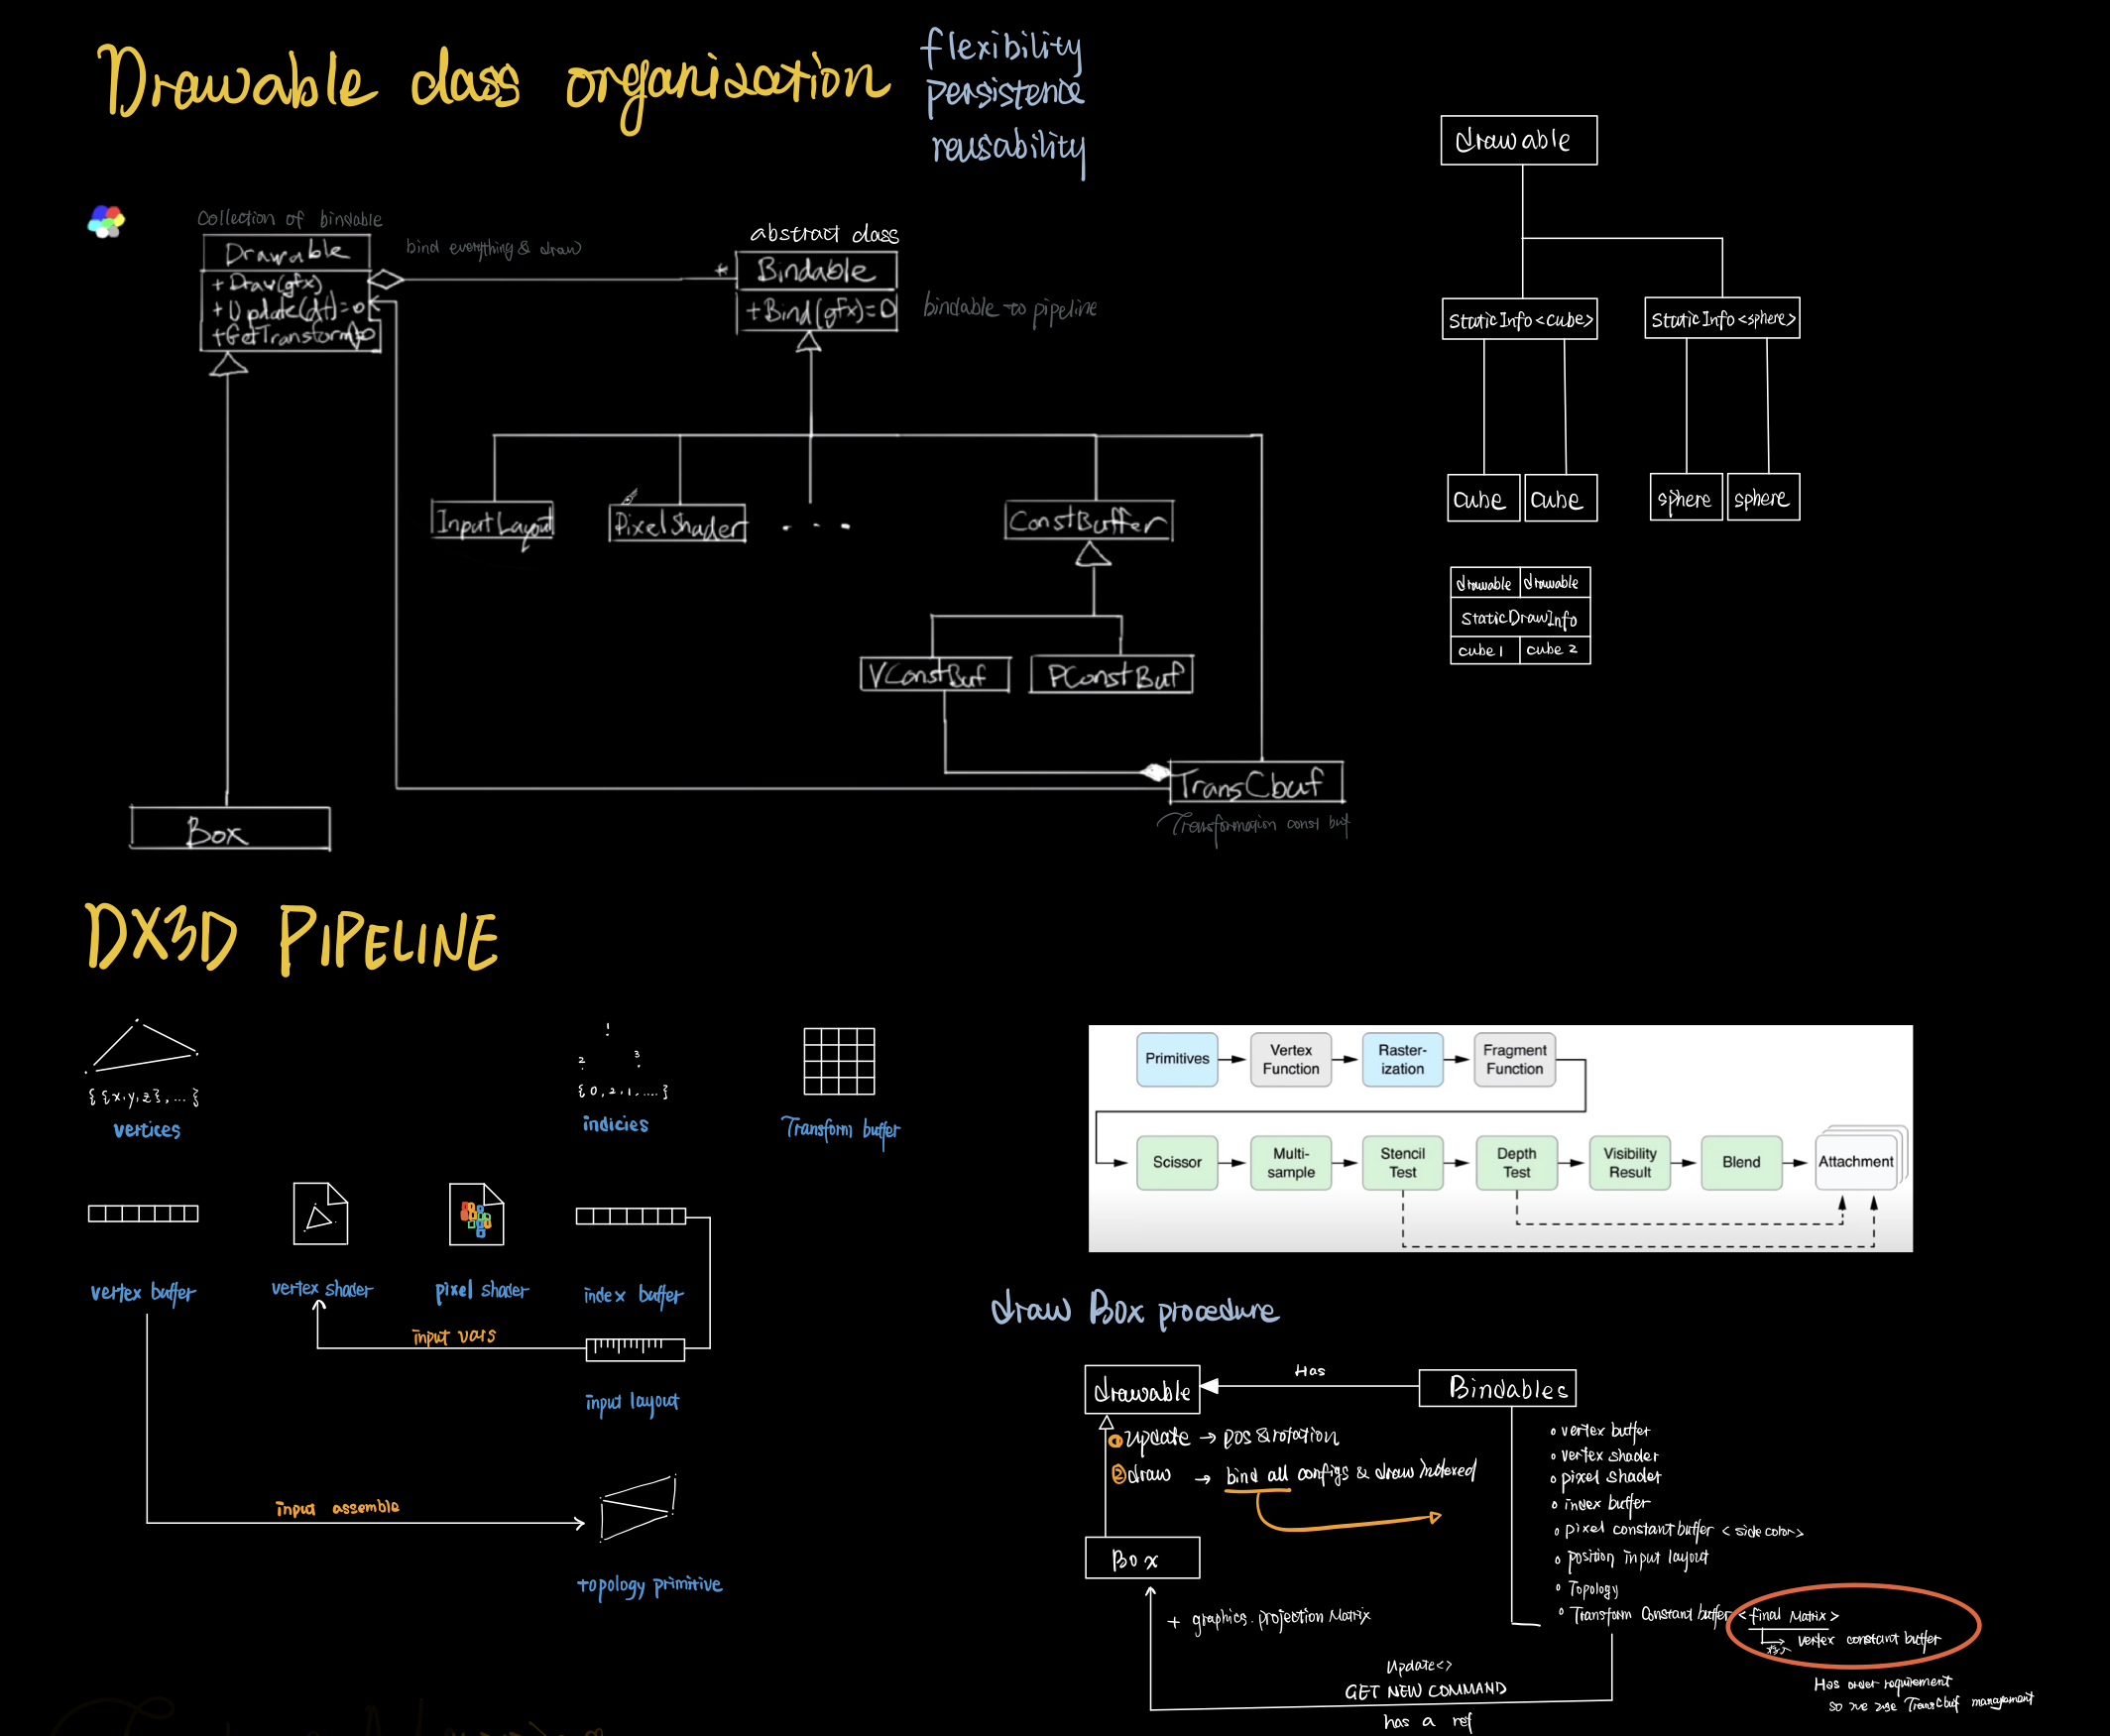 Drawable class organization
flexibility
persistence
reusability
Collection of bindable
Drawable
+ Draw(gfx)
+ Update(dt)=0
+GetTransform()=0
bind everything & draw
*
abstract class
Bindable
+Bind(gfx)=0
bindable to pipeline
InputLayout
PixelShader
...
ConstBuffer
VConstBuf
PConstBuf
TransCbuf
Transformation const buf
Box
drawable
StaticInfo<cube>
StaticInfo<sphere>
cube
cube
sphere
sphere
drawable
drawable
StaticDrawInfo
cube 1
cube 2
DX3D PIPELINE
{ {x,y,z}, ... }
vertices
1
2
3
{ 0, 2, 1, .... }
indicies
Transform buffer
vertex buffer
vertex shader
pixel shader
index buffer
input vars
input layout
input assemble
topology primitive
Primitives
Vertex
Function
Raster-
ization
Fragment
Function
Scissor
Multi-
sample
Stencil
Test
Depth
Test
Visibility
Result
Blend
Attachment
draw Box procedure
drawable
Has
Bindables
① update → pos & rotation
② draw → bind all configs & draw indexed
Box
+ graphics.projection Matrix
vertex buffer
vertex shader
pixel shader
index buffer
pixel constant buffer <side color>
position input layout
Topology
Transform Constant buffer <final Matrix>
vertex constant buffer
Has order requirement
so we use TransCbuf management
Update<>
GET NEW COMMAND
has a ref